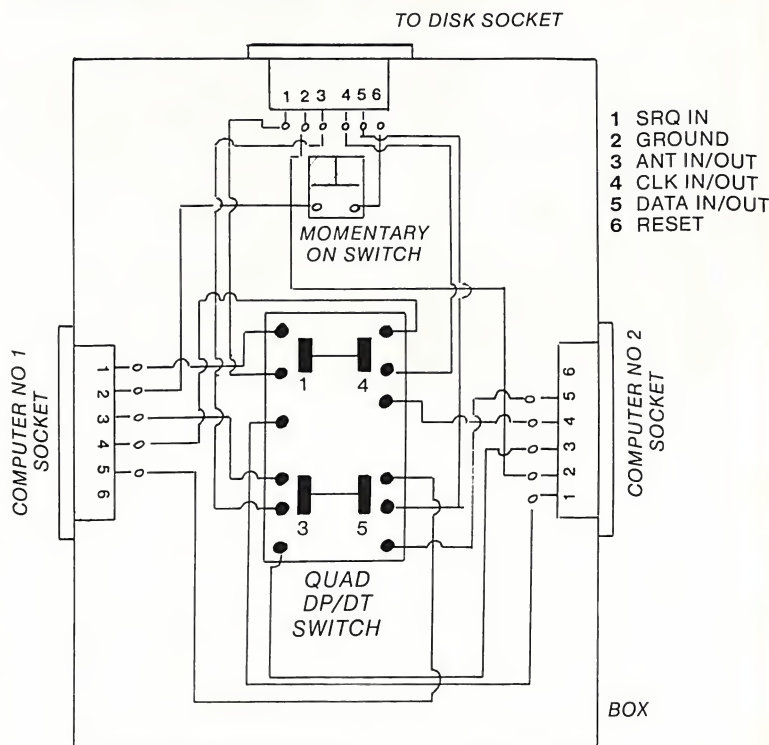 TO DISK SOCKET
1 2 3 4 5 6
1 SRQ IN
2 GROUND
3 ANT IN/OUT
4 CLK IN/OUT
5 DATA IN/OUT
6 RESET
MOMENTARY
ON SWITCH
COMPUTER NO 1
SOCKET
1
2
3
4
5
6
1 4
3 5
QUAD
DP/DT
SWITCH
6
5
4
3
2
1
COMPUTER NO 2
SOCKET
BOX